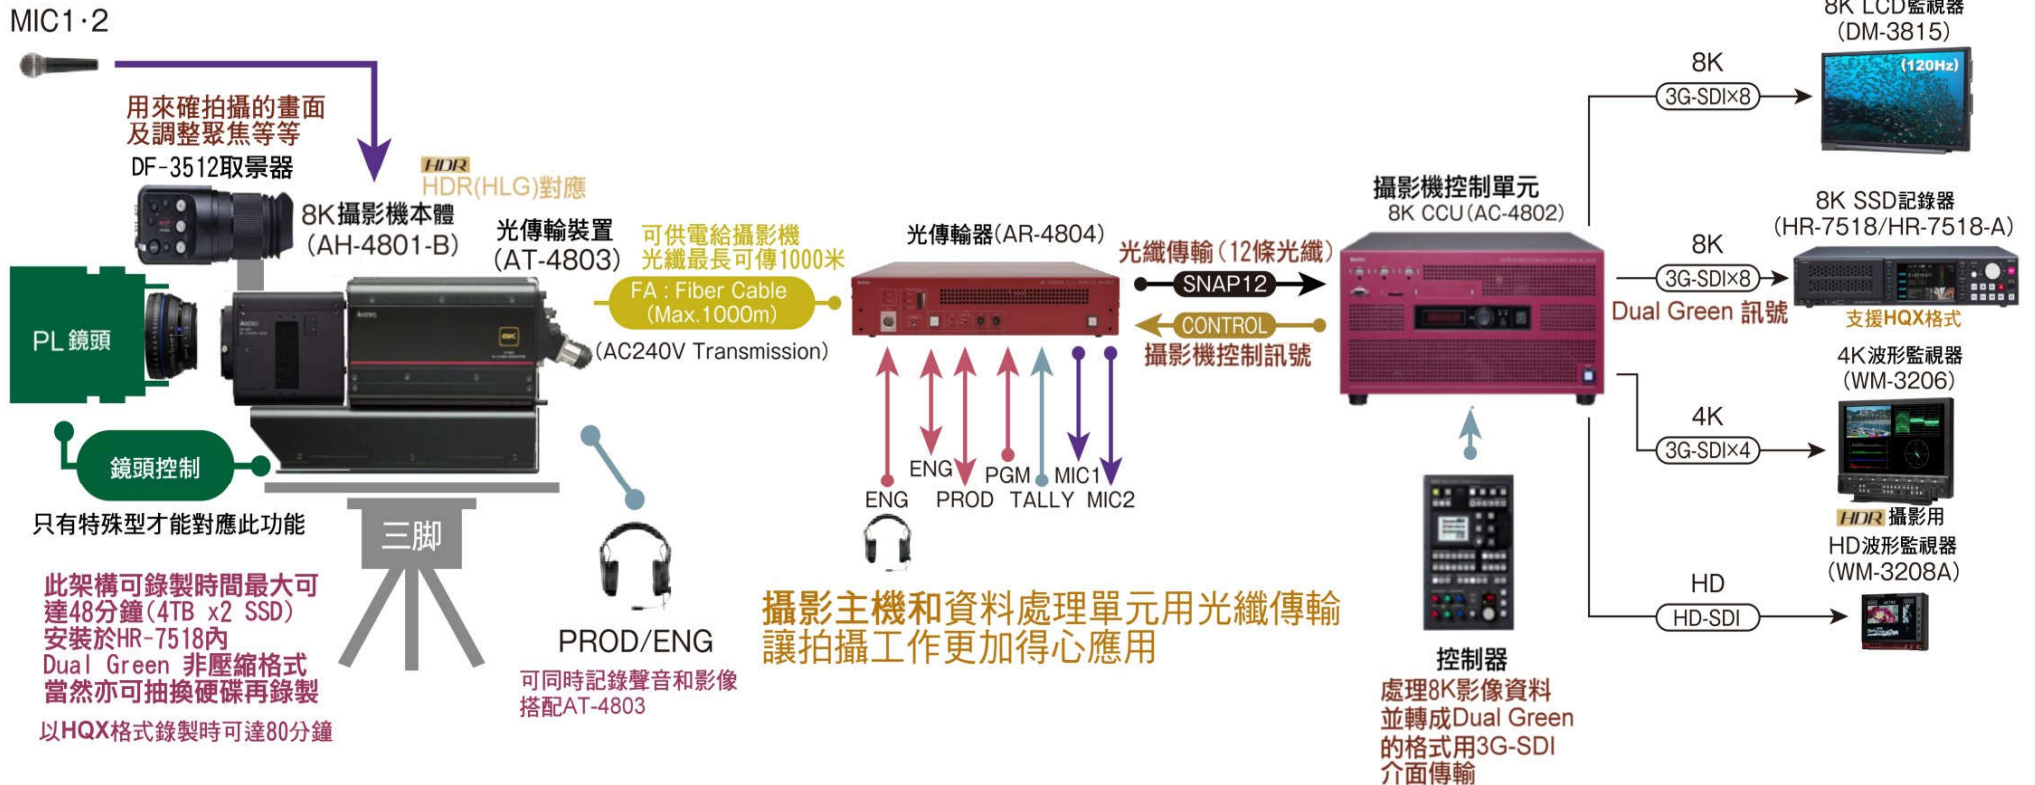 MIC1·2
用來確拍攝的畫面
及調整聚焦等等
DF-3512取景器
HDR
HDR(HLG)對應
8K攝影機本體
(AH-4801-B)
光傳輸裝置
(AT-4803)
可供電給攝影機
光纖最長可傳1000米
FA : Fiber Cable
(Max.1000m)
(AC240V Transmission)
PL 鏡頭
8K
鏡頭控制
只有特殊型才能對應此功能
三脚
此架構可錄製時間最大可
達48分鐘(4TB x2 SSD)
安裝於HR-7518內
Dual Green 非壓縮格式
當然亦可抽換硬碟再錄製
以HQX格式錄製時可達80分鐘
PROD/ENG
可同時記錄聲音和影像
搭配AT-4803
光傳輸器(AR-4804)
ENG
ENG
PROD
PGM
TALLY
MIC1
MIC2
光纖傳輸(12條光纖)
SNAP12
CONTROL
攝影機控制訊號
攝影主機和資料處理單元用光纖傳輸
讓拍攝工作更加得心應用
攝影機控制單元
8K CCU(AC-4802)
控制器
處理8K影像資料
並轉成Dual Green
的格式用3G-SDI
介面傳輸
8K
3G-SDI×8
8K LCD監視器
(DM-3815)
(120Hz)
8K
3G-SDI×8
Dual Green 訊號
8K SSD記錄器
(HR-7518/HR-7518-A)
支援HQX格式
4K
3G-SDI×4
4K波形監視器
(WM-3206)
HDR 攝影用
HD
HD-SDI
HD波形監視器
(WM-3208A)